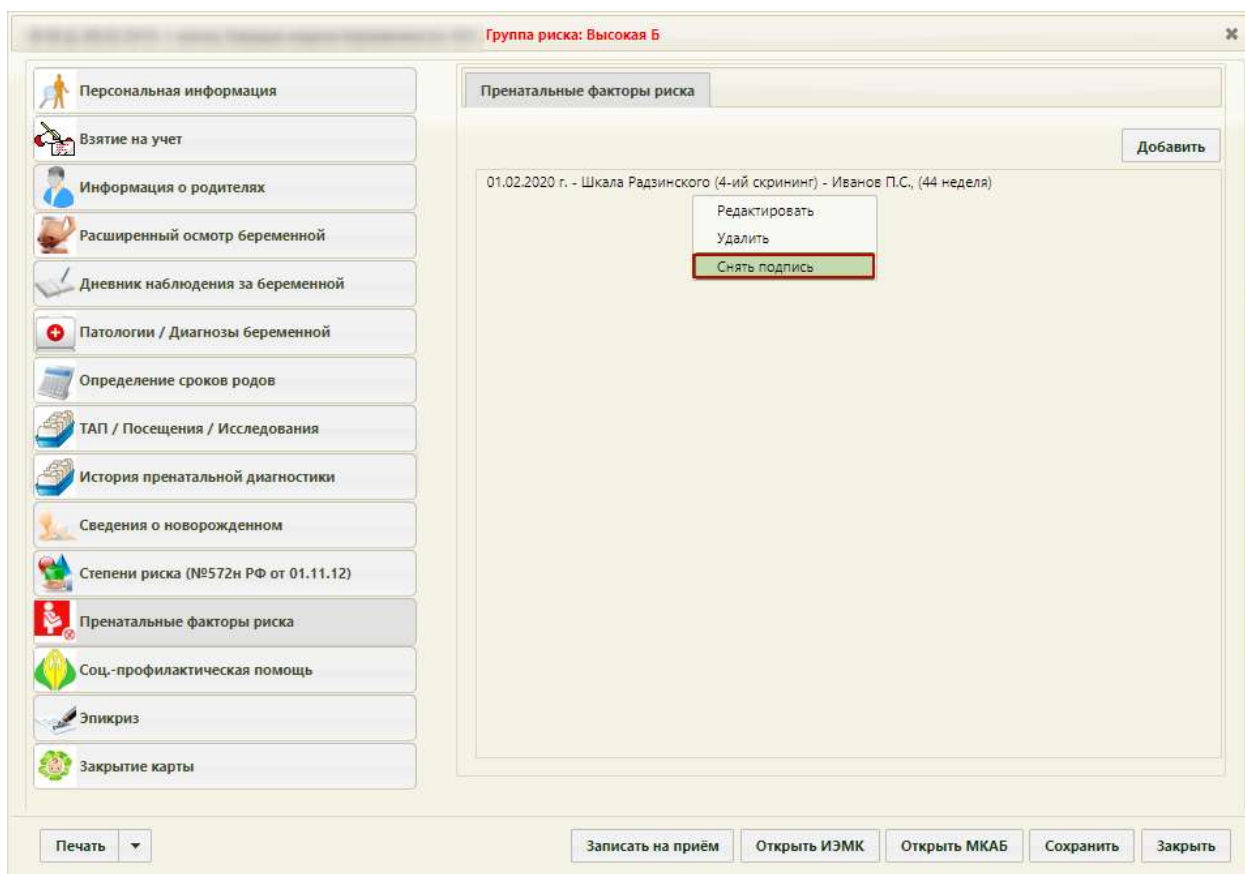 Группа риска: Высокая Б
Персональная информация
Взятие на учет
Информация о родителях
Расширенный осмотр беременной
Дневник наблюдения за беременной
Патологии / Диагнозы беременной
Определение сроков родов
ТАП / Посещения / Исследования
История пренатальной диагностики
Сведения о новорожденном
Степени риска (№572н РФ от 01.11.12)
Пренатальные факторы риска
Соц.-профилактическая помощь
Эпикриз
Закрытие карты
Пренатальные факторы риска
Добавить
01.02.2020 г. - Шкала Радзинского (4-ий скрининг) - Иванов П.С., (44 неделя)
Редактировать
Удалить
Снять подпись
Печать
Записать на приём
Открыть ИЭМК
Открыть МКАБ
Сохранить
Закрыть